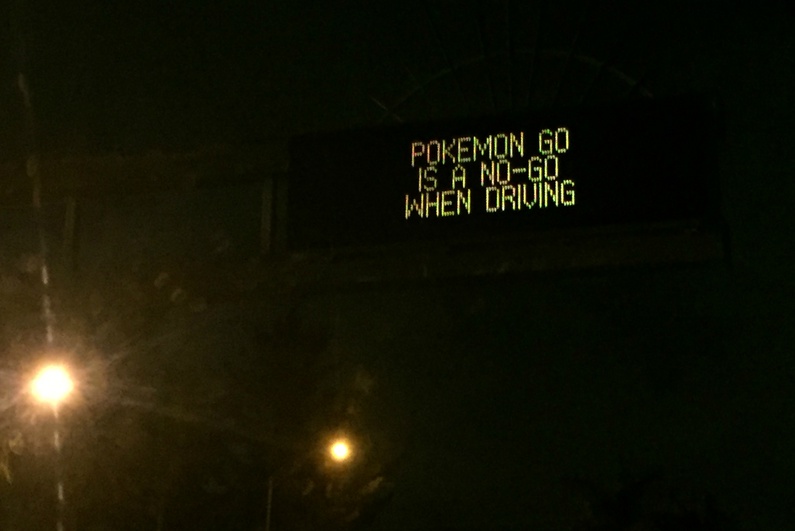 POKEMON GO
IS A NO-GO
WHEN DRIVING